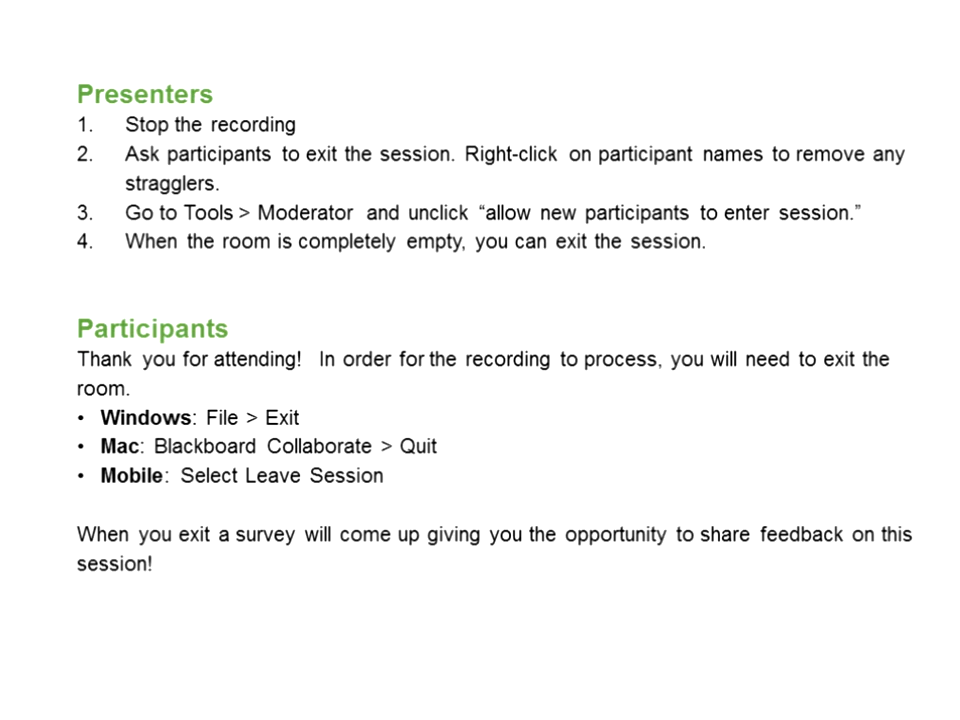 Presenters
1. Stop the recording
2. Ask participants to exit the session. Right-click on participant names to remove any
stragglers.
3. Go to Tools > Moderator and unclick “allow new participants to enter session.”
4. When the room is completely empty, you can exit the session.
Participants
Thank you for attending! In order for the recording to process, you will need to exit the
room.
• Windows: File > Exit
• Mac: Blackboard Collaborate > Quit
• Mobile: Select Leave Session
When you exit a survey will come up giving you the opportunity to share feedback on this
session!